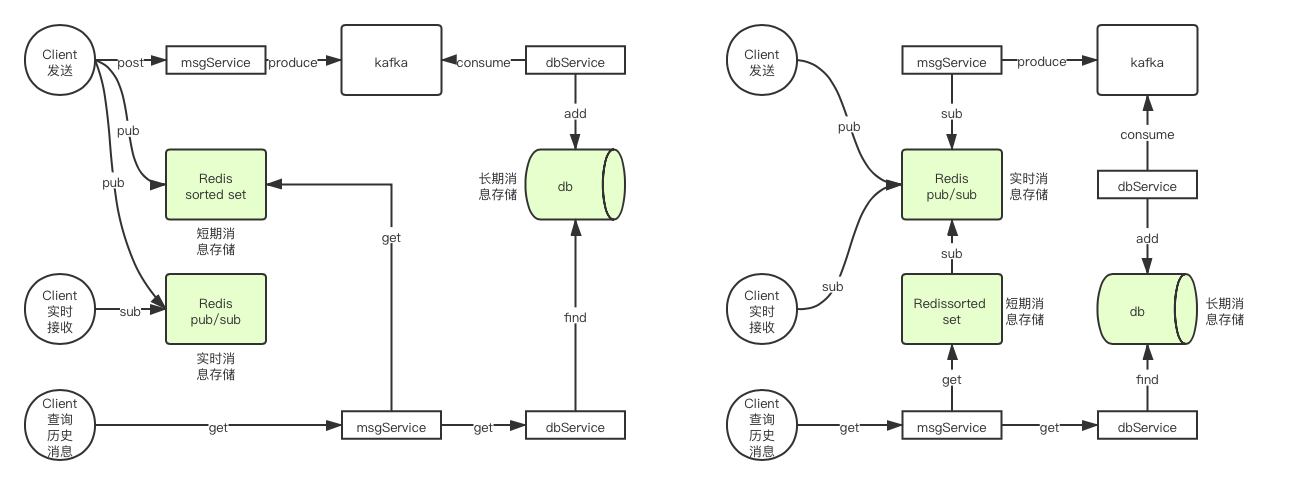 Client
发送
post
msgService
produce
kafka
consume
dbService
add
pub
pub
Redis
sorted set
短期消
息存储
get
长期消
息存储
db
Client
实时
接收
sub
Redis
pub/sub
实时消
息存储
find
Client
查询
历史
消息
get
msgService
get
dbService
Client
发送
pub
msgService
produce
kafka
sub
consume
Redis
pub/sub
实时消
息存储
dbService
sub
add
Client
实时
接收
sub
Redissorted
set
短期消
息存储
db
长期消
息存储
get
find
Client
查询
历史
消息
get
msgService
get
dbService